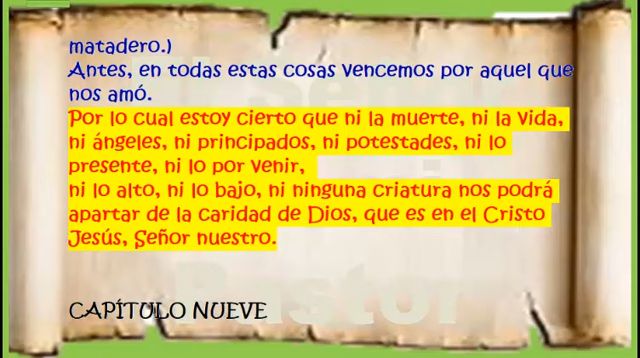 matadero.)
Antes, en todas estas cosas vencemos por aquel que
nos amó.
Por lo cual estoy cierto que ni la muerte, ni la vida,
ni ángeles, ni principados, ni potestades, ni lo
presente, ni lo por venir,
ni lo alto, ni lo bajo, ni ninguna criatura nos podrá
apartar de la caridad de Dios, que es en el Cristo
Jesús, Señor nuestro.
CAPÍTULO NUEVE
Pastor